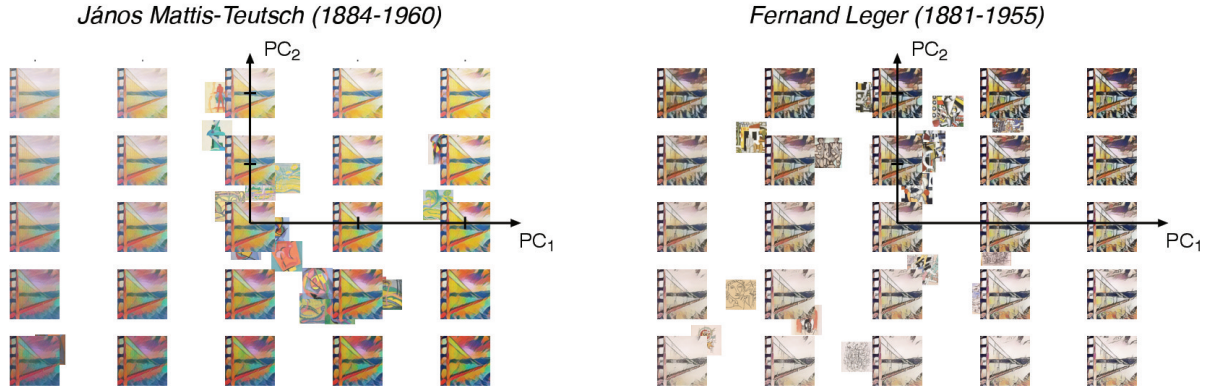 János Mattis-Teutsch (1884-1960)
PC2
PC1
Fernand Leger (1881-1955)
PC2
PC1